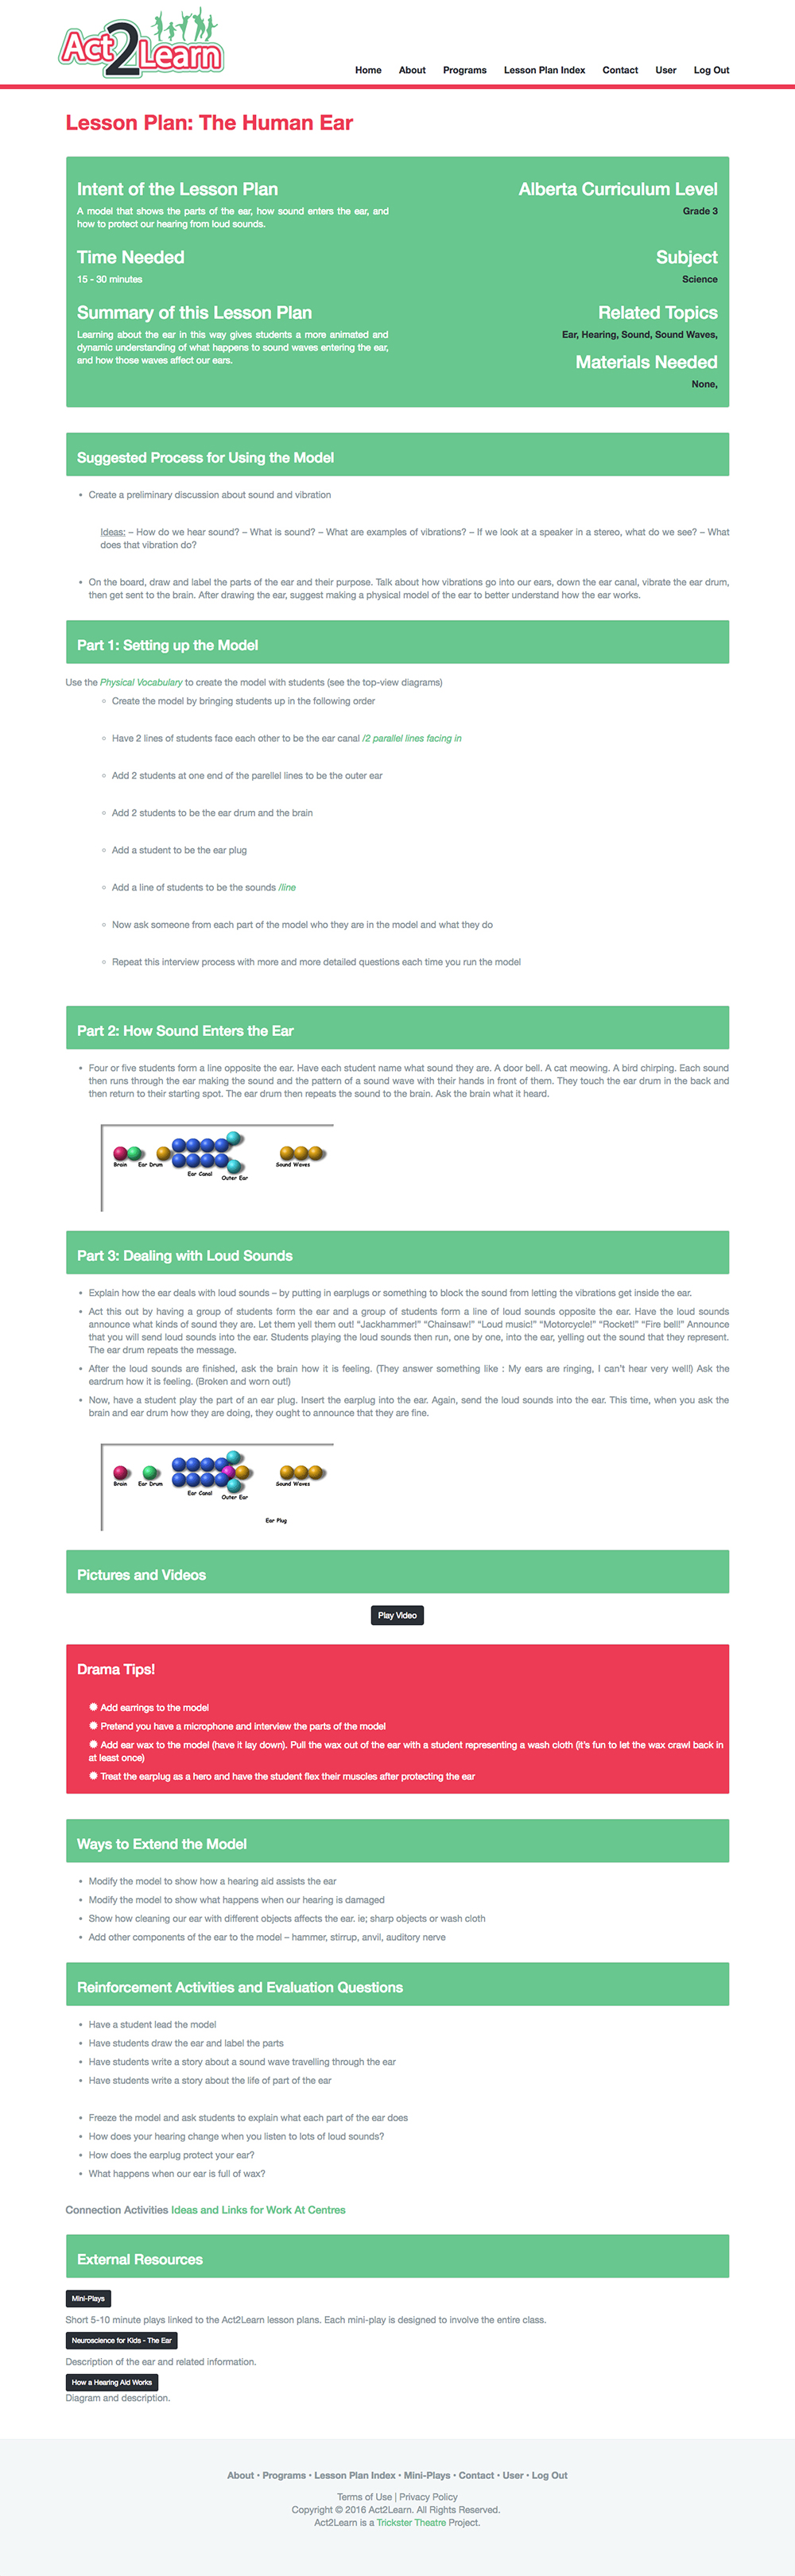 Act2Learn
Home About Programs Lesson Plan Index Contact User Log Out
Lesson Plan: The Human Ear
Intent of the Lesson Plan
A model that shows the parts of the ear, how sound enters the ear, and
how to protect our hearing from loud sounds.
Time Needed
15 - 30 minutes
Summary of this Lesson Plan
Learning about the ear in this way gives students a more animated and
dynamic understanding of what happens to sound waves entering the ear,
and how those waves affect our ears.
Alberta Curriculum Level
Grade 3
Subject
Science
Related Topics
Ear, Hearing, Sound, Sound Waves,
Materials Needed
None,
Suggested Process for Using the Model
• Create a preliminary discussion about sound and vibration
Ideas: – How do we hear sound? – What is sound? – What are examples of vibrations? – If we look at a speaker in a stereo, what do we see? – What
does that vibration do?
• On the board, draw and label the parts of the ear and their purpose. Talk about how vibrations go into our ears, down the ear canal, vibrate the ear drum,
then get sent to the brain. After drawing the ear, suggest making a physical model of the ear to better understand how the ear works.
Part 1: Setting up the Model
Use the Physical Vocabulary to create the model with students (see the top-view diagrams)
Create the model by bringing students up in the following order
Have 2 lines of students face each other to be the ear canal /2 parallel lines facing in
Add 2 students at one end of the parellel lines to be the outer ear
Add 2 students to be the ear drum and the brain
Add a student to be the ear plug
Add a line of students to be the sounds /line
Now ask someone from each part of the model who they are in the model and what they do
Repeat this interview process with more and more detailed questions each time you run the model
Part 2: How Sound Enters the Ear
• Four or five students form a line opposite the ear. Have each student name what sound they are. A door bell. A cat meowing. A bird chirping. Each sound
then runs through the ear making the sound and the pattern of a sound wave with their hands in front of them. They touch the ear drum in the back and
then return to their starting spot. The ear drum then repeats the sound to the brain. Ask the brain what it heard.
Brain Ear Drum Sound Waves
Ear Canal
Outer Ear
Part 3: Dealing with Loud Sounds
• Explain how the ear deals with loud sounds – by putting in earplugs or something to block the sound from letting the vibrations get inside the ear.
• Act this out by having a group of students form the ear and a group of students form a line of loud sounds opposite the ear. Have the loud sounds
announce what kinds of sound they are. Let them yell them out! “Jackhammer!” “Chainsaw!” “Loud music!” “Motorcycle!” “Rocket!” “Fire bell!” Announce
that you will send loud sounds into the ear. Students playing the loud sounds then run, one by one, into the ear, yelling out the sound that they represent.
The ear drum repeats the message.
• After the loud sounds are finished, ask the brain how it is feeling. (They answer something like : My ears are ringing, I can’t hear very well!) Ask the
eardrum how it is feeling. (Broken and worn out!)
• Now, have a student play the part of an ear plug. Insert the earplug into the ear. Again, send the loud sounds into the ear. This time, when you ask the
brain and ear drum how they are doing, they ought to announce that they are fine.
Brain Ear Drum Sound Waves
Ear Canal
Outer Ear
Ear Plug
Pictures and Videos
Play Video
Drama Tips!
Add earrings to the model
Pretend you have a microphone and interview the parts of the model
Add ear wax to the model (have it lay down). Pull the wax out of the ear with a student representing a wash cloth (it’s fun to let the wax crawl back in
at least once)
Treat the earplug as a hero and have the student flex their muscles after protecting the ear
Ways to Extend the Model
• Modify the model to show how a hearing aid assists the ear
• Modify the model to show what happens when our hearing is damaged
• Show how cleaning our ear with different objects affects the ear. ie; sharp objects or wash cloth
• Add other components of the ear to the model – hammer, stirrup, anvil, auditory nerve
Reinforcement Activities and Evaluation Questions
• Have a student lead the model
• Have students draw the ear and label the parts
• Have students write a story about a sound wave travelling through the ear
• Have students write a story about the life of part of the ear
• Freeze the model and ask students to explain what each part of the ear does
• How does your hearing change when you listen to lots of loud sounds?
• How does the earplug protect your ear?
• What happens when our ear is full of wax?
Connection Activities Ideas and Links for Work At Centres
External Resources
Mini-Plays
Short 5-10 minute plays linked to the Act2Learn lesson plans. Each mini-play is designed to involve the entire class.
Neuroscience for Kids - The Ear
Description of the ear and related information.
How a Hearing Aid Works
Diagram and description.
About • Programs • Lesson Plan Index • Mini-Plays • Contact • User • Log Out
Terms of Use | Privacy Policy
Copyright © 2016 Act2Learn. All Rights Reserved.
Act2Learn is a Trickster Theatre Project.